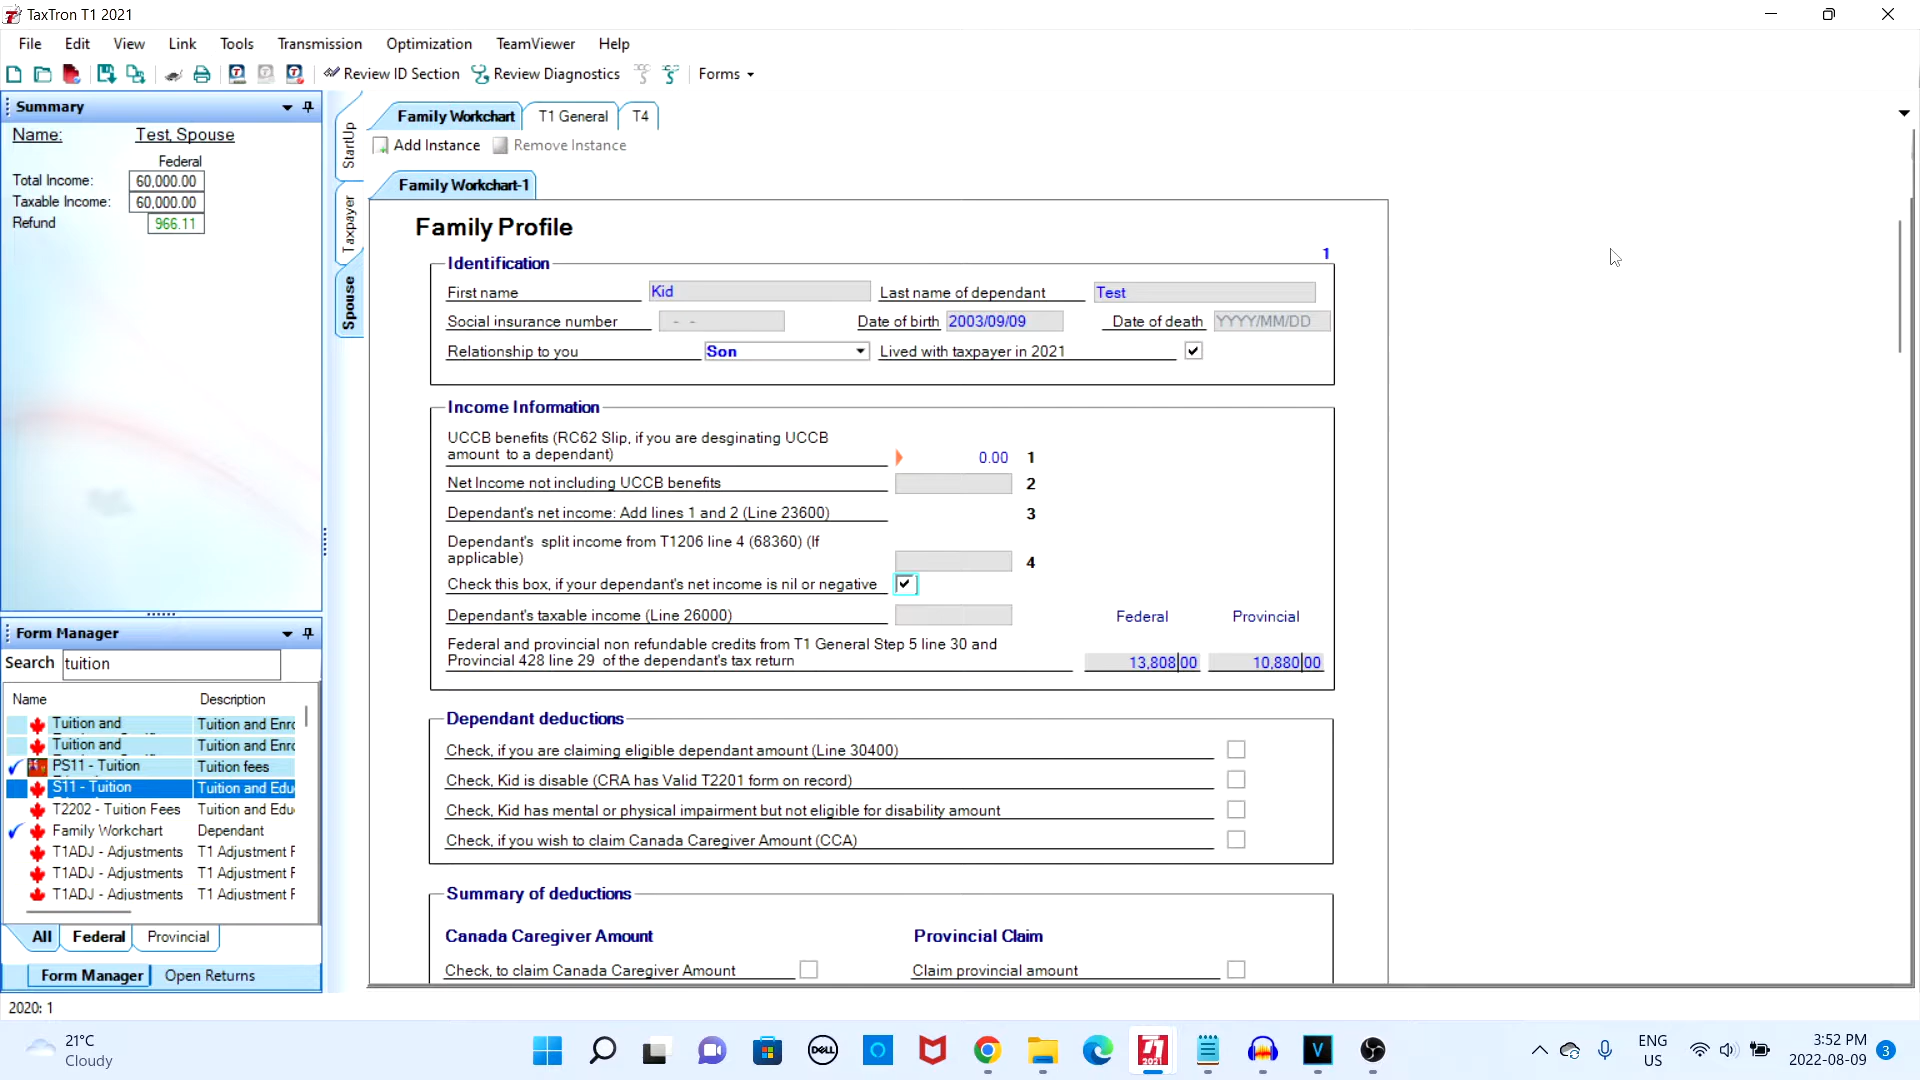 TaxTron T1 2021
File Edit View Link Tools Transmission Optimization TeamViewer Help
Review ID Section Review Diagnostics Forms
Summary
Name: Test, Spouse
Federal
Total Income: 60,000.00
Taxable Income: 60,000.00
Refund 966.11
StartUp
Taxpayer
Spouse
Family Workchart T1 General T4
Add Instance Remove Instance
Family Workchart-1
Family Profile
1
Identification
First name Kid Last name of dependant Test
Social insurance number - - Date of birth 2003/09/09 Date of death YYYY/MM/DD
Relationship to you Son Lived with taxpayer in 2021
Income Information
UCCB benefits (RC62 Slip, if you are desginating UCCB
amount to a dependant) 0.00 1
Net Income not including UCCB benefits 2
Dependant's net income: Add lines 1 and 2 (Line 23600) 3
Dependant's split income from T1206 line 4 (68360) (If
applicable) 4
Check this box, if your dependant's net income is nil or negative
Dependant's taxable income (Line 26000) Federal Provincial
Federal and provincial non refundable credits from T1 General Step 5 line 30 and
Provincial 428 line 29 of the dependant's tax return 13,808|00 10,880|00
Dependant deductions
Check, if you are claiming eligible dependant amount (Line 30400)
Check, Kid is disable (CRA has Valid T2201 form on record)
Check, Kid has mental or physical impairment but not eligible for disability amount
Check, if you wish to claim Canada Caregiver Amount (CCA)
Summary of deductions
Canada Caregiver Amount Provincial Claim
Check, to claim Canada Caregiver Amount Claim provincial amount
Form Manager
Search tuition
Name Description
Tuition and Tuition and Enro
Tuition and Tuition and Enro
PS11 - Tuition Tuition fees
S11 - Tuition Tuition and Edu
T2202 - Tuition Fees Tuition and Edu
Family Workchart Dependant
T1ADJ - Adjustments T1 Adjustment F
T1ADJ - Adjustments T1 Adjustment F
T1ADJ - Adjustments T1 Adjustment F
All Federal Provincial
Form Manager Open Returns
2020: 1
21°C
Cloudy
DELL
T1
2021
V
ENG
US
3:52 PM
2022-08-09
3